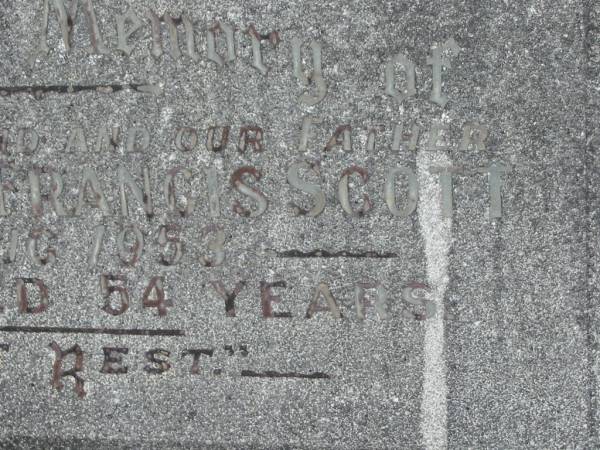 Memory of
AND OUR FATHER
FRANCIS SCOTT
1953
54 YEARS
REST."